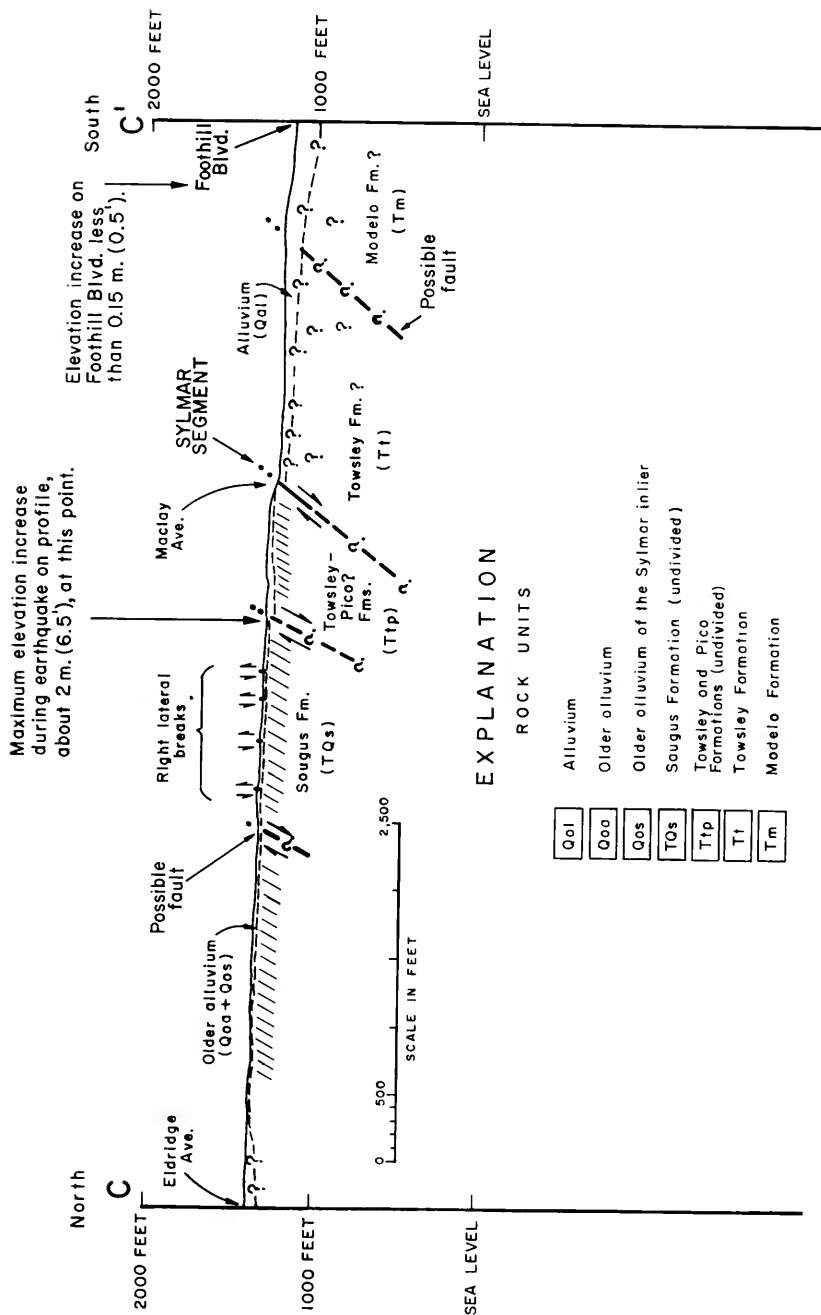 North
South
C
C'
2000 FEET
1000 FEET
SEA LEVEL
2000 FEET
1000 FEET
SEA LEVEL
Eldridge
Ave.
Older alluvium
(Qoa + Qos)
Possible
fault
Right lateral
breaks
Maximum elevation increase
during earthquake on profile,
about 2 m. (6.5'), at this point.
Maclay
Ave.
SYLMAR
SEGMENT
Elevation increase on
Foothill Blvd. less
than 0.15 m. (0.5').
Foothill
Blvd.
Alluvium
(Qal)
Saugus Fm.
(TQs)
Towsley-
Pico?
Fms.
(Ttp)
Towsley Fm. ?
(Tt)
Modelo Fm. ?
(Tm)
Possible
fault
? ? ? ? ? ? ? ? ? ? ? ? ? ? ? ? ? ? ? ? ?
0 500 2,500
SCALE IN FEET
EXPLANATION
ROCK UNITS
Qal Alluvium
Qoa Older alluvium
Qos Older alluvium of the Sylmar inlier
TQs Saugus Formation (undivided)
Ttp Towsley and Pico
Formations (undivided)
Tt Towsley Formation
Tm Modelo Formation